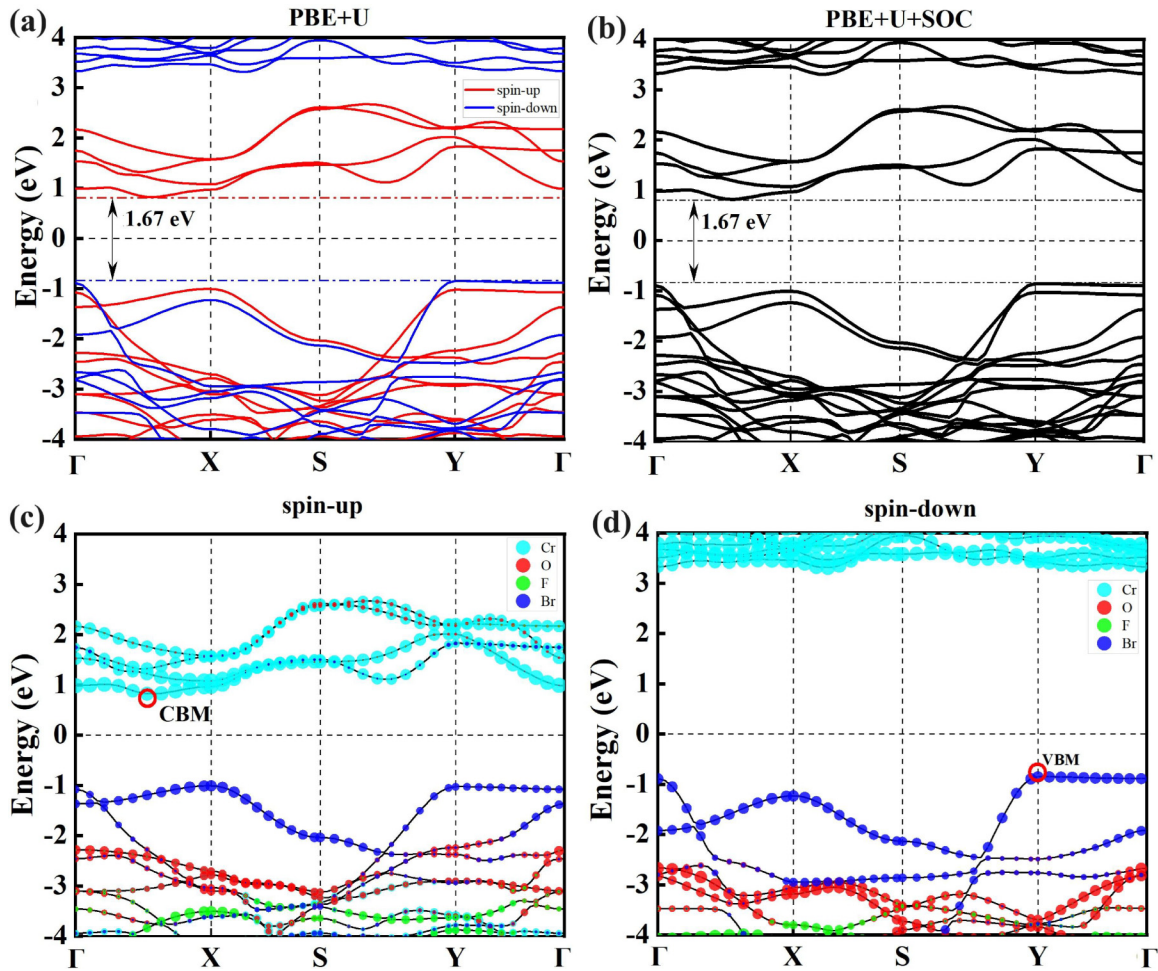 (a) PBE+U
Energy (eV)
4
3
2
1
0
-1
-2
-3
-4
spin-up
spin-down
1.67 eV
Γ X S Y Γ
(b) PBE+U+SOC
Energy (eV)
4
3
2
1
0
-1
-2
-3
-4
1.67 eV
Γ X S Y Γ
(c) spin-up
Energy (eV)
4
3
2
1
0
-1
-2
-3
-4
Cr
O
F
Br
CBM
Γ X S Y Γ
(d) spin-down
Energy (eV)
4
3
2
1
0
-1
-2
-3
-4
Cr
O
F
Br
VBM
Γ X S Y Γ